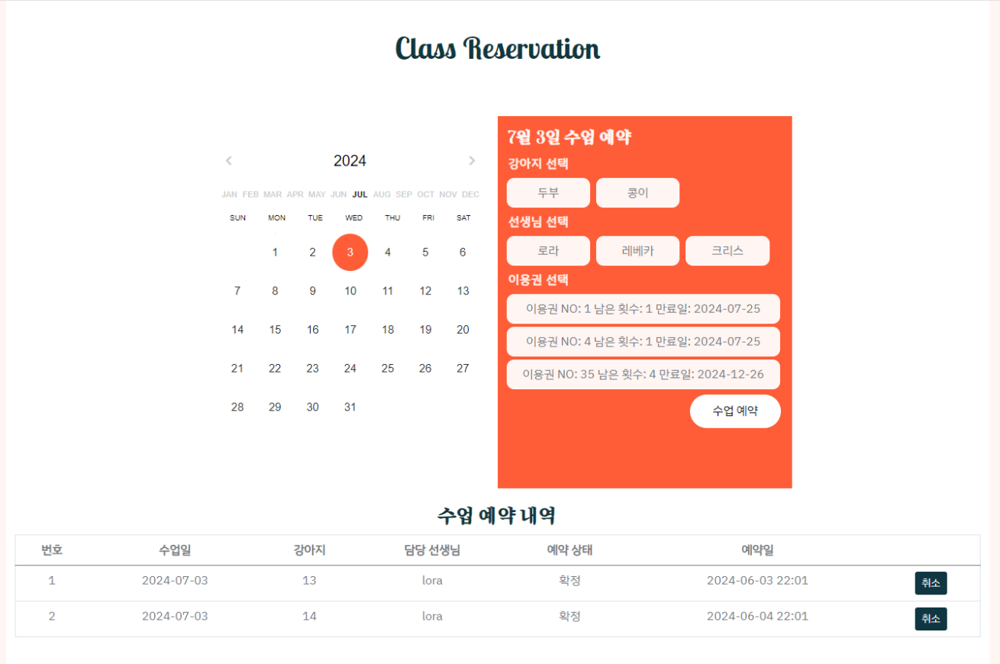 Class Reservation
2024
JAN FEB MAR APR MAY JUN JUL AUG SEP OCT NOV DEC
SUN MON TUE WED THU FRI SAT
1 2 3 4 5 6
7 8 9 10 11 12 13
14 15 16 17 18 19 20
21 22 23 24 25 26 27
28 29 30 31
7월 3일 수업 예약
강아지 선택
두부 콩이
선생님 선택
로라 레베카 크리스
이용권 선택
이용권 NO: 1 남은 횟수: 1 만료일: 2024-07-25
이용권 NO: 4 남은 횟수: 1 만료일: 2024-07-25
이용권 NO: 35 남은 횟수: 4 만료일: 2024-12-26
수업 예약
수업 예약 내역
번호 수업일 강아지 담당 선생님 예약 상태 예약일
1 2024-07-03 13 lora 확정 2024-06-03 22:01 취소
2 2024-07-03 14 lora 확정 2024-06-04 22:01 취소